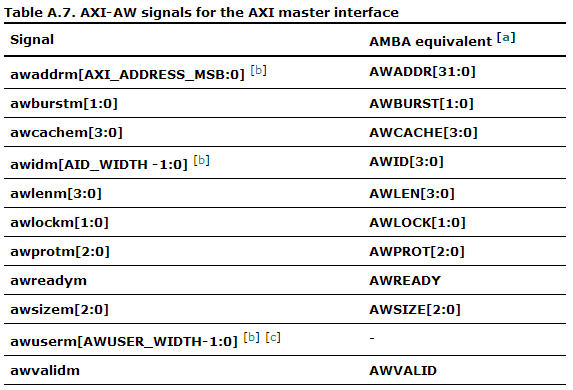 Table A.7. AXI-AW signals for the AXI master interface
Signal AMBA equivalent [a]
awaddrm[AXI_ADDRESS_MSB:0] [b] AWADDR[31:0]
awburstm[1:0] AWBURST[1:0]
awcachem[3:0] AWCACHE[3:0]
awidm[AID_WIDTH -1:0] [b] AWID[3:0]
awlenm[3:0] AWLEN[3:0]
awlockm[1:0] AWLOCK[1:0]
awprotm[2:0] AWPROT[2:0]
awreadym AWREADY
awsizem[2:0] AWSIZE[2:0]
awuserm[AWUSER_WIDTH-1:0] [b] [c] -
awvalidm AWVALID